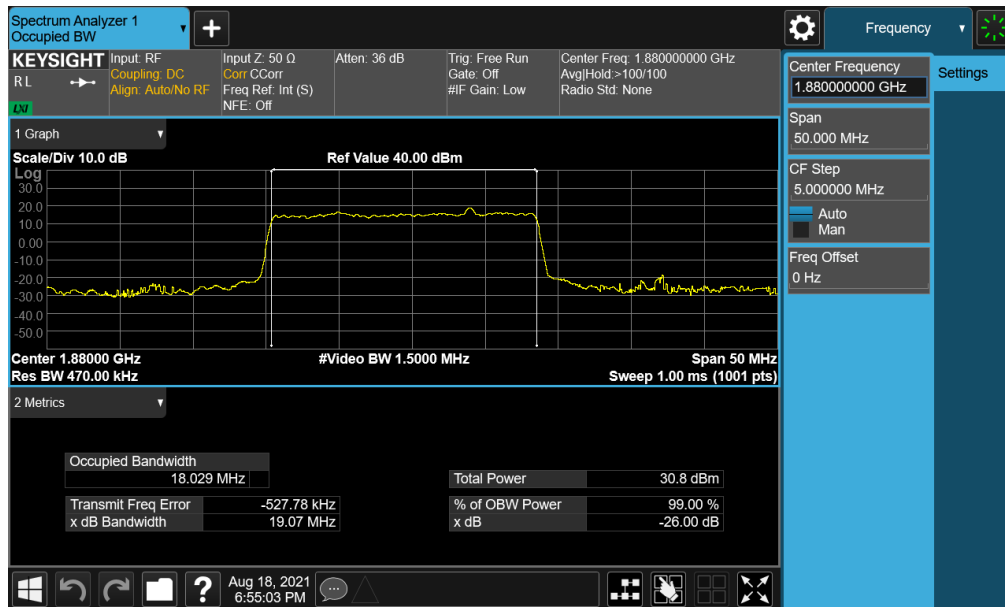 Spectrum Analyzer 1
Occupied BW
Frequency
KEYSIGHT
RL
LXI
Input: RF
Coupling: DC
Align: Auto/No RF
Input Z: 50 Ω
Corr CCorr
Freq Ref: Int (S)
NFE: Off
Atten: 36 dB
Trig: Free Run
Gate: Off
#IF Gain: Low
Center Freq: 1.880000000 GHz
Avg|Hold:>100/100
Radio Std: None
1 Graph
Scale/Div 10.0 dB
Ref Value 40.00 dBm
Log
30.0
20.0
10.0
0.00
-10.0
-20.0
-30.0
-40.0
-50.0
Center 1.88000 GHz
#Video BW 1.5000 MHz
Span 50 MHz
Res BW 470.00 kHz
Sweep 1.00 ms (1001 pts)
2 Metrics
Occupied Bandwidth
18.029 MHz
Total Power 30.8 dBm
Transmit Freq Error -527.78 kHz
% of OBW Power 99.00 %
x dB Bandwidth 19.07 MHz
x dB -26.00 dB
Center Frequency
1.880000000 GHz
Settings
Span
50.000 MHz
CF Step
5.000000 MHz
Auto
Man
Freq Offset
0 Hz
?
Aug 18, 2021
6:55:03 PM